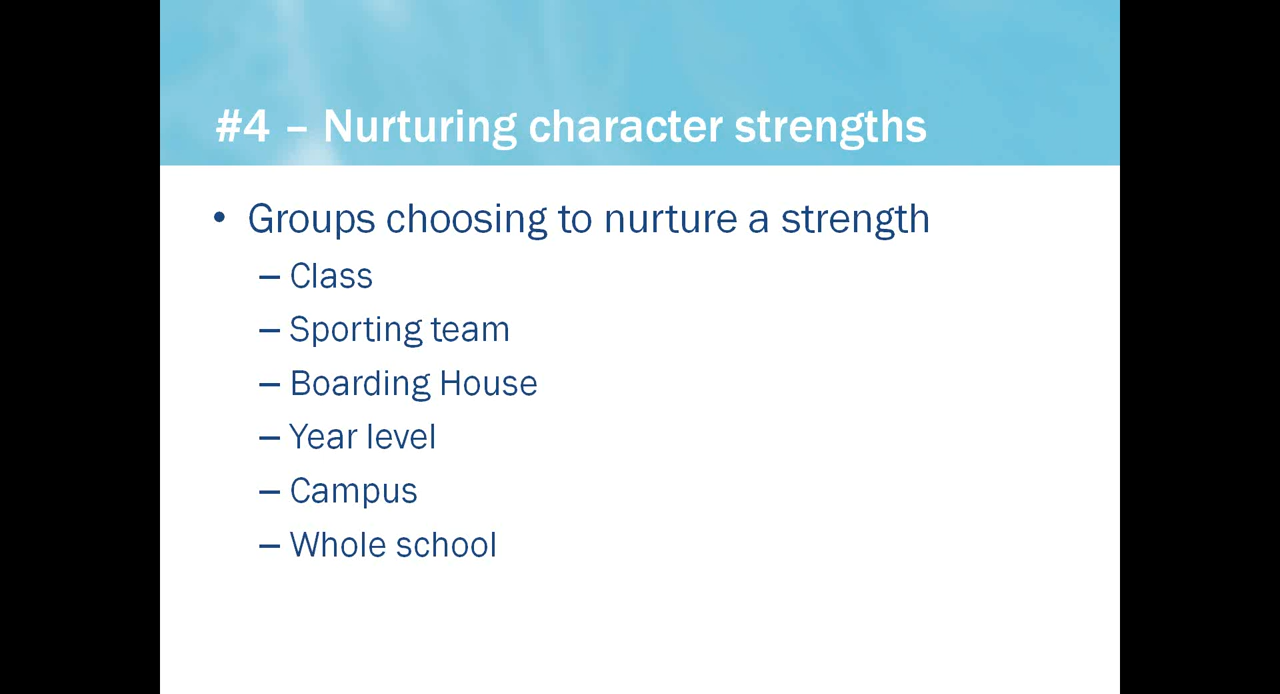 #4 – Nurturing character strengths
• Groups choosing to nurture a strength
– Class
– Sporting team
– Boarding House
– Year level
– Campus
– Whole school